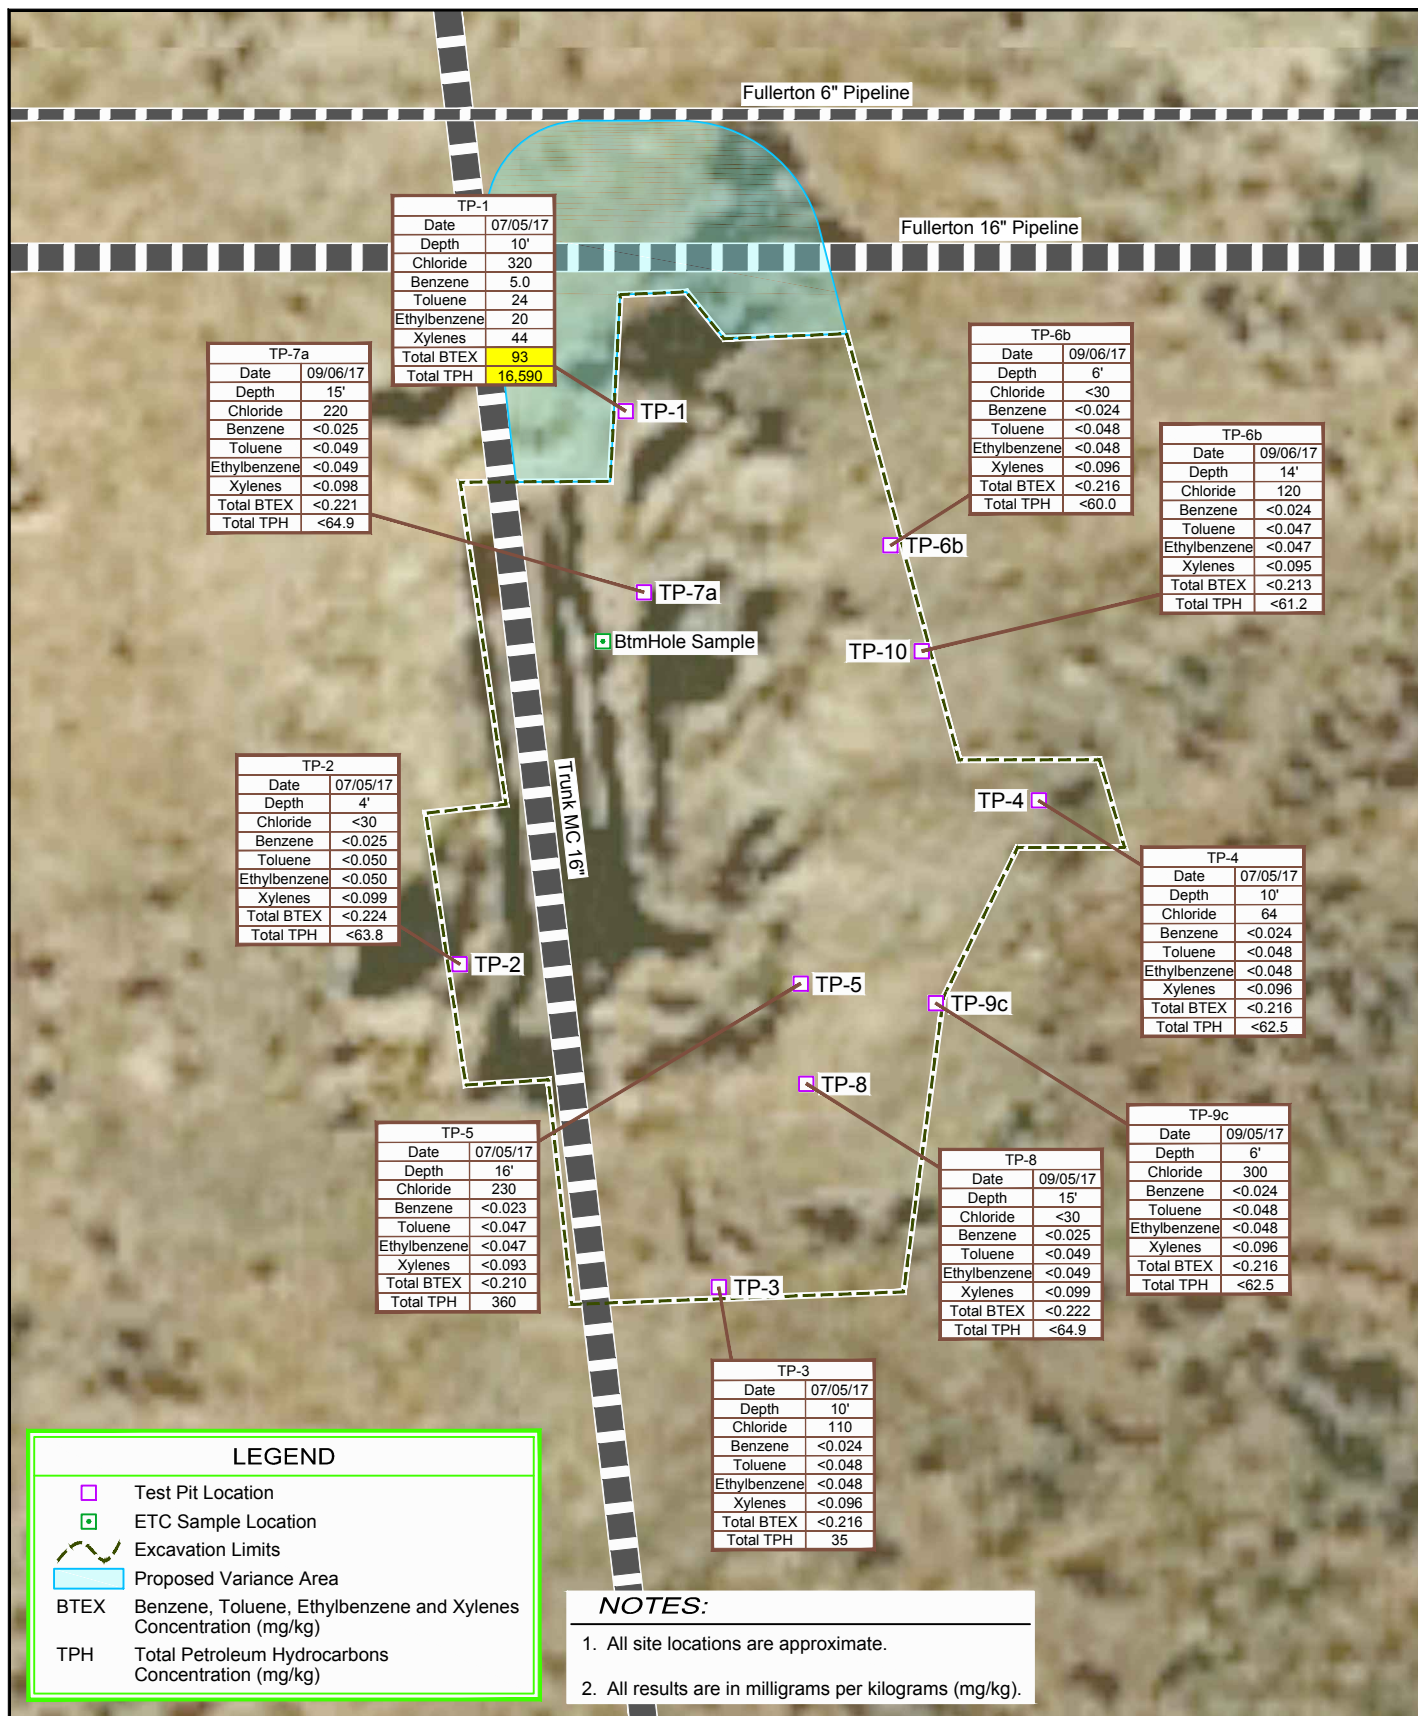 Fullerton 6" Pipeline
Fullerton 16" Pipeline
TP-1
Date 07/05/17
Depth 10'
Chloride 320
Benzene 5.0
Toluene 24
Ethylbenzene 20
Xylenes 44
Total BTEX 93
Total TPH 16,590
TP-7a
Date 09/06/17
Depth 15'
Chloride 220
Benzene <0.025
Toluene <0.049
Ethylbenzene <0.049
Xylenes <0.098
Total BTEX <0.221
Total TPH <64.9
TP-6b
Date 09/06/17
Depth 6'
Chloride <30
Benzene <0.024
Toluene <0.048
Ethylbenzene <0.048
Xylenes <0.096
Total BTEX <0.216
Total TPH <60.0
TP-6b
Date 09/06/17
Depth 14'
Chloride 120
Benzene <0.024
Toluene <0.047
Ethylbenzene <0.047
Xylenes <0.095
Total BTEX <0.213
Total TPH <61.2
TP-1
TP-6b
TP-7a
BtmHole Sample
TP-10
TP-2
Date 07/05/17
Depth 4'
Chloride <30
Benzene <0.025
Toluene <0.050
Ethylbenzene <0.050
Xylenes <0.099
Total BTEX <0.224
Total TPH <63.8
Trunk MC 16"
TP-4
TP-4
Date 07/05/17
Depth 10'
Chloride 64
Benzene <0.024
Toluene <0.048
Ethylbenzene <0.048
Xylenes <0.096
Total BTEX <0.216
Total TPH <62.5
TP-2
TP-5
TP-9c
TP-8
TP-5
Date 07/05/17
Depth 16'
Chloride 230
Benzene <0.023
Toluene <0.047
Ethylbenzene <0.047
Xylenes <0.093
Total BTEX <0.210
Total TPH 360
TP-8
Date 09/05/17
Depth 15'
Chloride <30
Benzene <0.025
Toluene <0.049
Ethylbenzene <0.049
Xylenes <0.099
Total BTEX <0.222
Total TPH <64.9
TP-9c
Date 09/05/17
Depth 6'
Chloride 300
Benzene <0.024
Toluene <0.048
Ethylbenzene <0.048
Xylenes <0.096
Total BTEX <0.216
Total TPH <62.5
TP-3
TP-3
Date 07/05/17
Depth 10'
Chloride 110
Benzene <0.024
Toluene <0.048
Ethylbenzene <0.048
Xylenes <0.096
Total BTEX <0.216
Total TPH 35
LEGEND
Test Pit Location
ETC Sample Location
Excavation Limits
Proposed Variance Area
BTEX Benzene, Toluene, Ethylbenzene and Xylenes
Concentration (mg/kg)
TPH Total Petroleum Hydrocarbons
Concentration (mg/kg)
NOTES:
1. All site locations are approximate.
2. All results are in milligrams per kilograms (mg/kg).